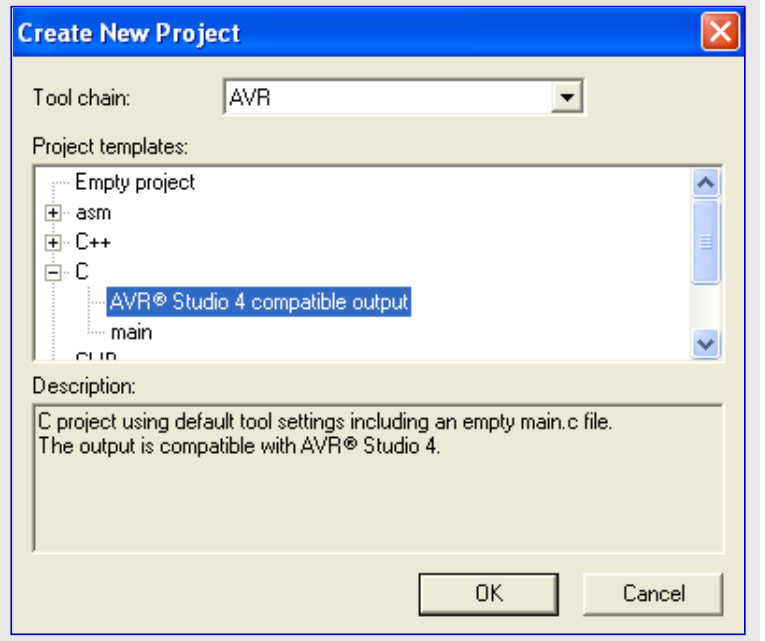 Create New Project
Tool chain:
AVR
Project templates:
Empty project
asm
C++
C
AVR® Studio 4 compatible output
main
Description:
C project using default tool settings including an empty main.c file.
The output is compatible with AVR® Studio 4.
OK
Cancel